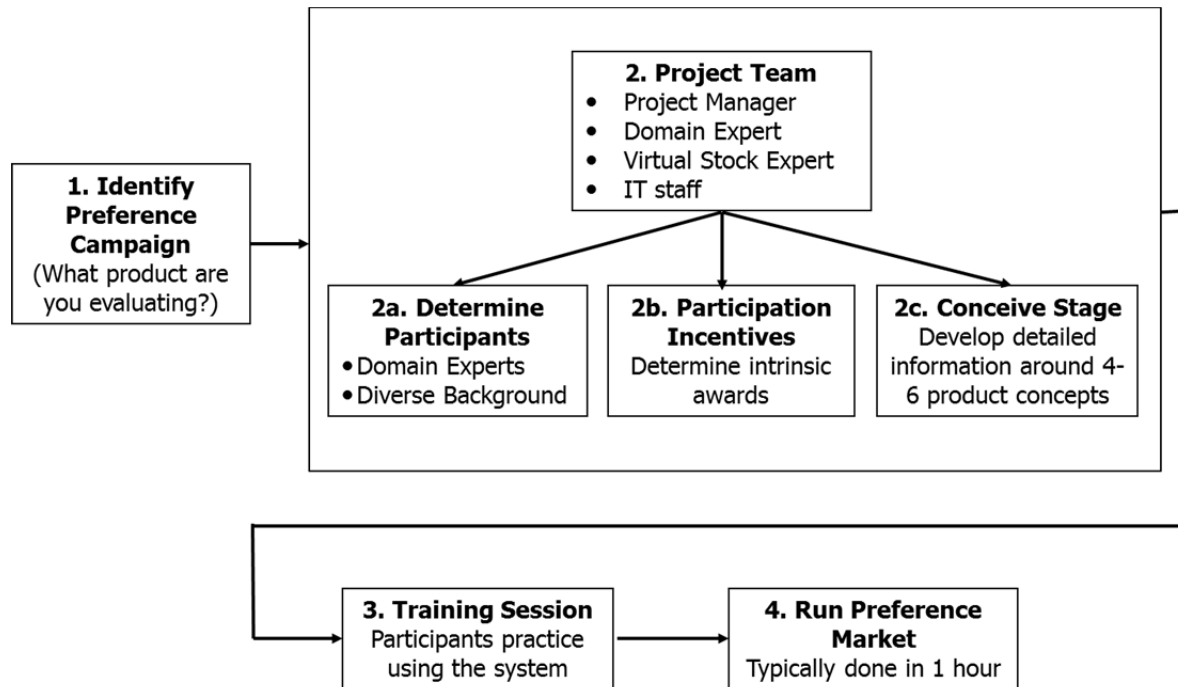 2. Project Team
• Project Manager
• Domain Expert
• Virtual Stock Expert
• IT staff
1. Identify
Preference
Campaign
(What product are
you evaluating?)
2a. Determine
Participants
• Domain Experts
• Diverse Background
2b. Participation
Incentives
Determine intrinsic
awards
2c. Conceive Stage
Develop detailed
information around 4-
6 product concepts
3. Training Session
Participants practice
using the system
4. Run Preference
Market
Typically done in 1 hour